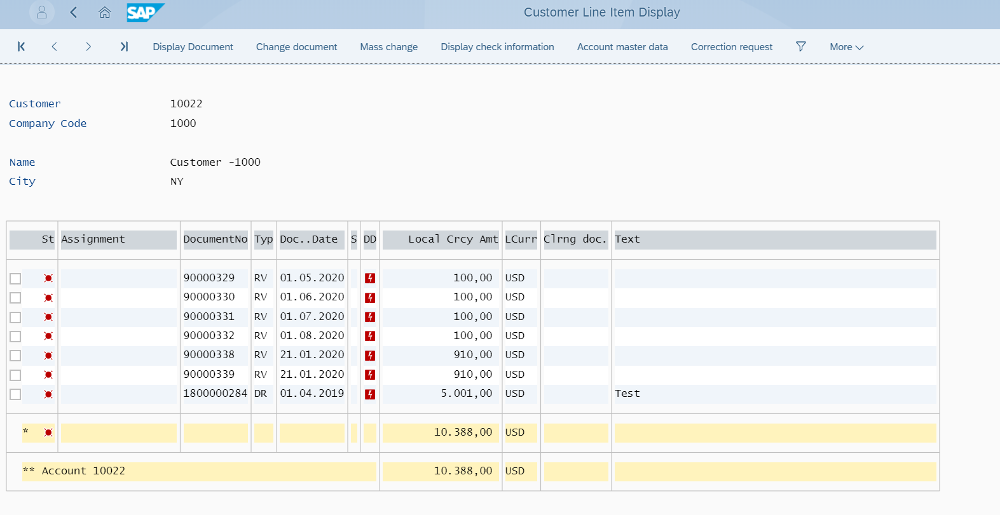 SAP Customer Line Item Display
Display Document Change document Mass change Display check information Account master data Correction request More
Customer 10022
Company Code 1000
Name Customer -1000
City NY
St Assignment DocumentNo Typ Doc..Date S DD Local Crcy Amt LCurr Clrng doc. Text
90000329 RV 01.05.2020 100,00 USD
90000330 RV 01.06.2020 100,00 USD
90000331 RV 01.07.2020 100,00 USD
90000332 RV 01.08.2020 100,00 USD
90000338 RV 21.01.2020 910,00 USD
90000339 RV 21.01.2020 910,00 USD
1800000284 DR 01.04.2019 5.001,00 USD Test
* 10.388,00 USD
** Account 10022 10.388,00 USD